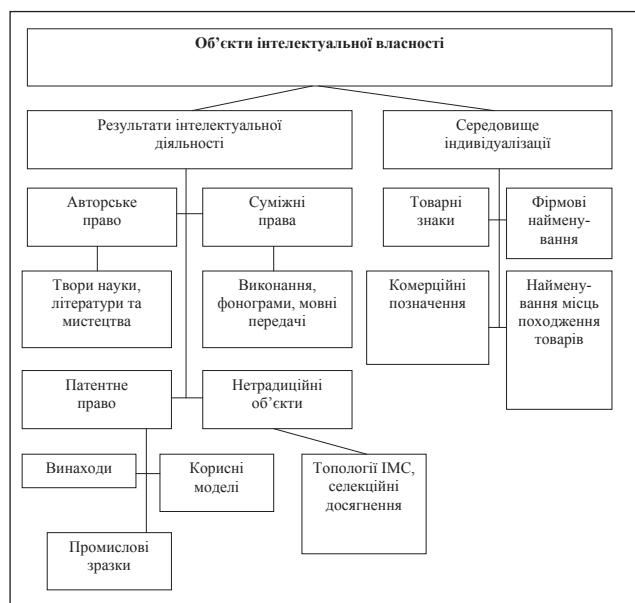 Об’єкти інтелектуальної власності
Результати інтелектуальної
діяльності
Середовище
індивідуалізації
Авторське
право
Суміжні
права
Товарні
знаки
Фірмові
наймену-
вання
Твори науки,
літератури та
мистецтва
Виконання,
фонограми, мовні
передачі
Комерційні
позначення
Найменування місць
походження
товарів
Патентне
право
Нетрадиційні
об’єкти
Винаходи
Корисні
моделі
Топології ІМС,
селекційні
досягнення
Промислові
зразки